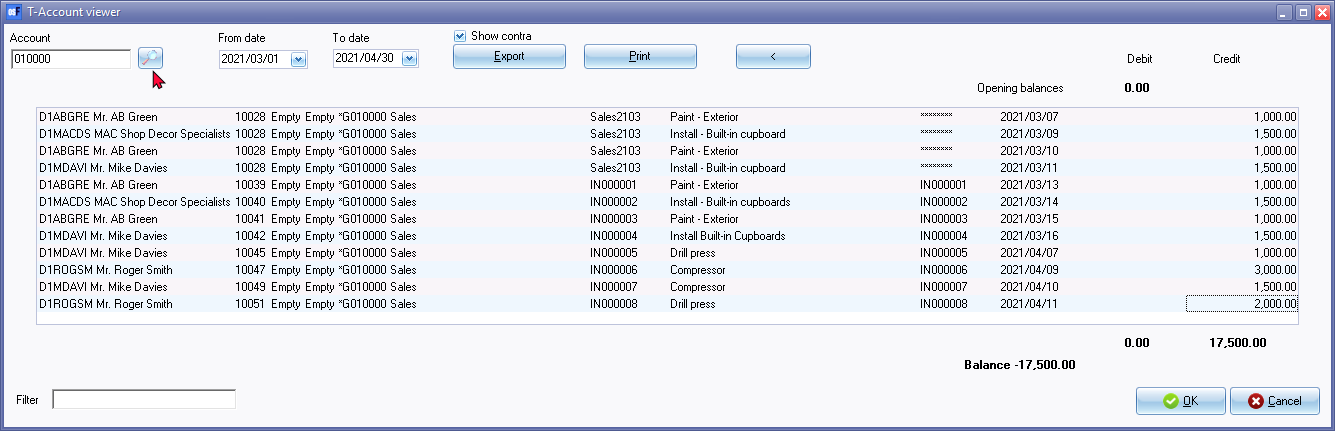 T-Account viewer
Account From date To date Show contra
010000 2021/03/01 2021/04/30 Export Print < Debit Credit
Opening balances 0.00
D1ABGRE Mr. AB Green 10028 Empty Empty *G010000 Sales Sales2103 Paint - Exterior ******** 2021/03/07 1,000.00
D1MACDS MAC Shop Decor Specialists 10028 Empty Empty *G010000 Sales Sales2103 Install - Built-in cupboard ******** 2021/03/09 1,500.00
D1ABGRE Mr. AB Green 10028 Empty Empty *G010000 Sales Sales2103 Paint - Exterior ******** 2021/03/10 1,000.00
D1MDAVI Mr. Mike Davies 10028 Empty Empty *G010000 Sales Sales2103 Install - Built-in cupboard ******** 2021/03/11 1,500.00
D1ABGRE Mr. AB Green 10039 Empty Empty *G010000 Sales IN000001 Paint - Exterior IN000001 2021/03/13 1,000.00
D1MACDS MAC Shop Decor Specialists 10040 Empty Empty *G010000 Sales IN000002 Install - Built-in cupboards IN000002 2021/03/14 1,500.00
D1ABGRE Mr. AB Green 10041 Empty Empty *G010000 Sales IN000003 Paint - Exterior IN000003 2021/03/15 1,000.00
D1MDAVI Mr. Mike Davies 10042 Empty Empty *G010000 Sales IN000004 Install Built-in Cupboards IN000004 2021/03/16 1,500.00
D1MDAVI Mr. Mike Davies 10045 Empty Empty *G010000 Sales IN000005 Drill press IN000005 2021/04/07 1,000.00
D1ROGSM Mr. Roger Smith 10047 Empty Empty *G010000 Sales IN000006 Compressor IN000006 2021/04/09 3,000.00
D1MDAVI Mr. Mike Davies 10049 Empty Empty *G010000 Sales IN000007 Compressor IN000007 2021/04/10 1,500.00
D1ROGSM Mr. Roger Smith 10051 Empty Empty *G010000 Sales IN000008 Drill press IN000008 2021/04/11 2,000.00
0.00 17,500.00
Balance -17,500.00
Filter OK Cancel